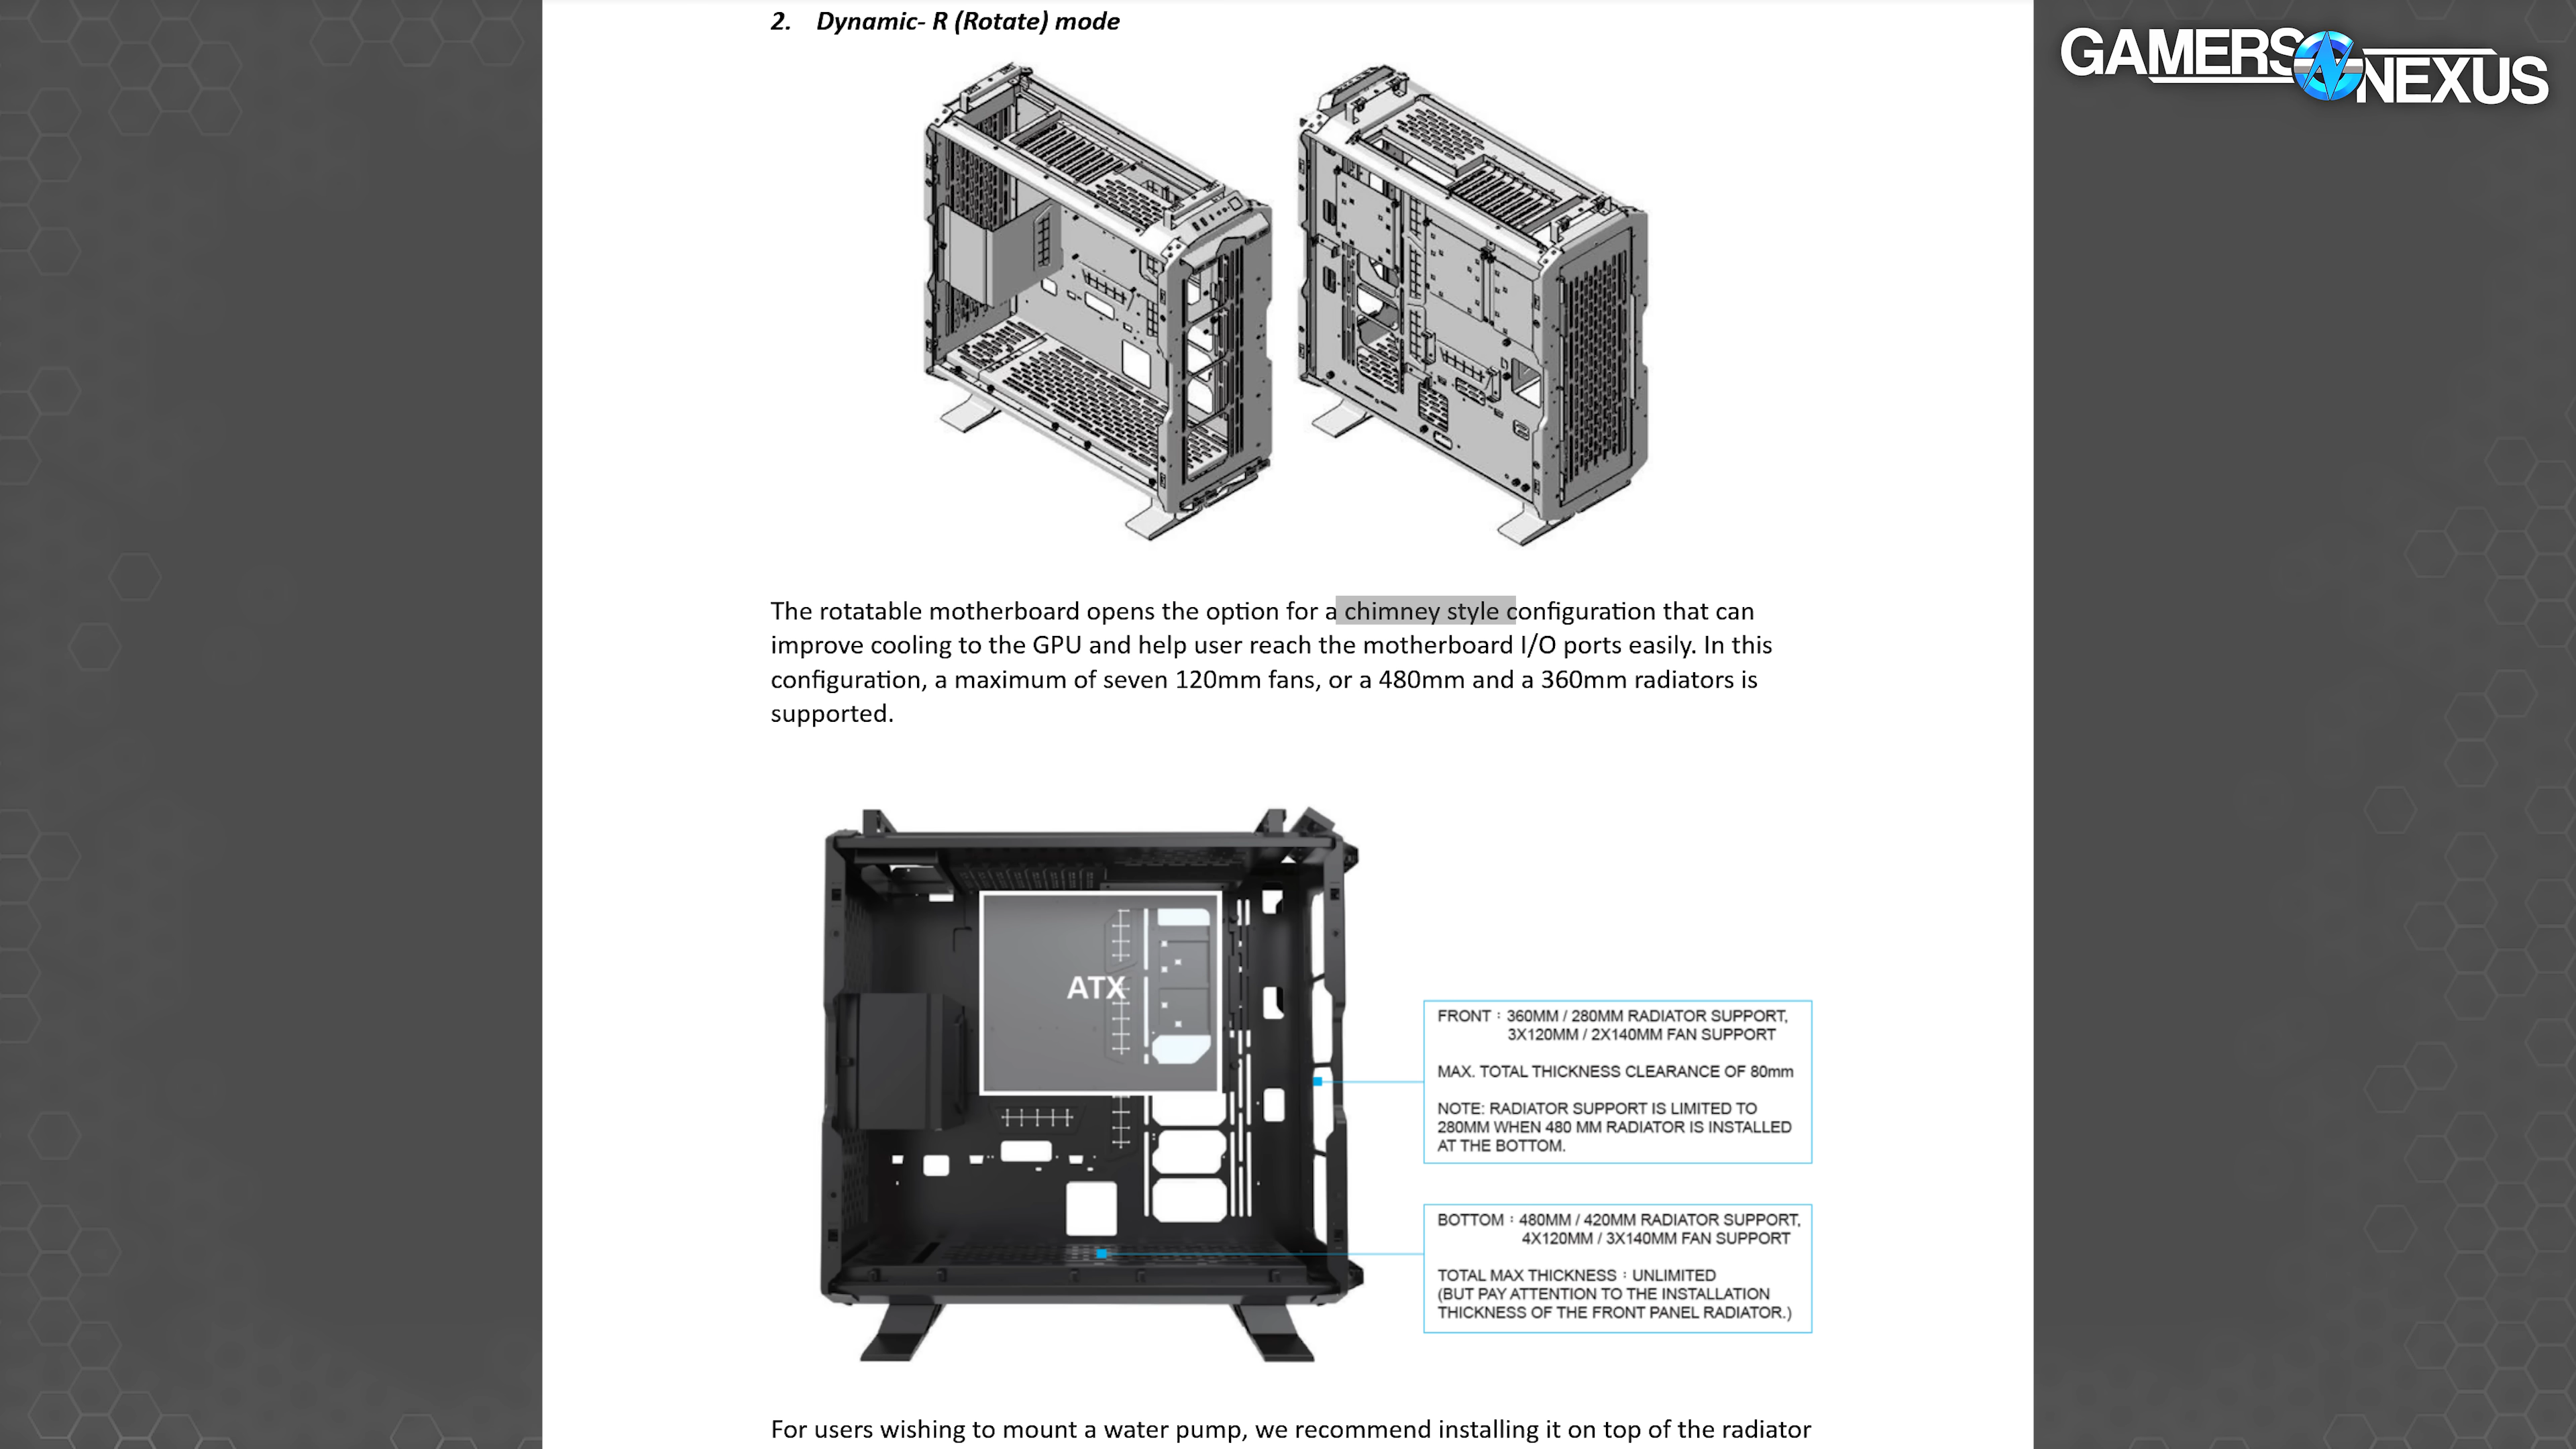 2. Dynamic- R (Rotate) mode
GAMERS NEXUS
The rotatable motherboard opens the option for a chimney style configuration that can
improve cooling to the GPU and help user reach the motherboard I/O ports easily. In this
configuration, a maximum of seven 120mm fans, or a 480mm and a 360mm radiators is
supported.
ATX
FRONT : 360MM / 280MM RADIATOR SUPPORT,
3X120MM / 2X140MM FAN SUPPORT
MAX. TOTAL THICKNESS CLEARANCE OF 80mm
NOTE: RADIATOR SUPPORT IS LIMITED TO
280MM WHEN 480 MM RADIATOR IS INSTALLED
AT THE BOTTOM.
BOTTOM : 480MM / 420MM RADIATOR SUPPORT,
4X120MM / 3X140MM FAN SUPPORT
TOTAL MAX THICKNESS : UNLIMITED
(BUT PAY ATTENTION TO THE INSTALLATION
THICKNESS OF THE FRONT PANEL RADIATOR.)
For users wishing to mount a water pump, we recommend installing it on top of the radiator